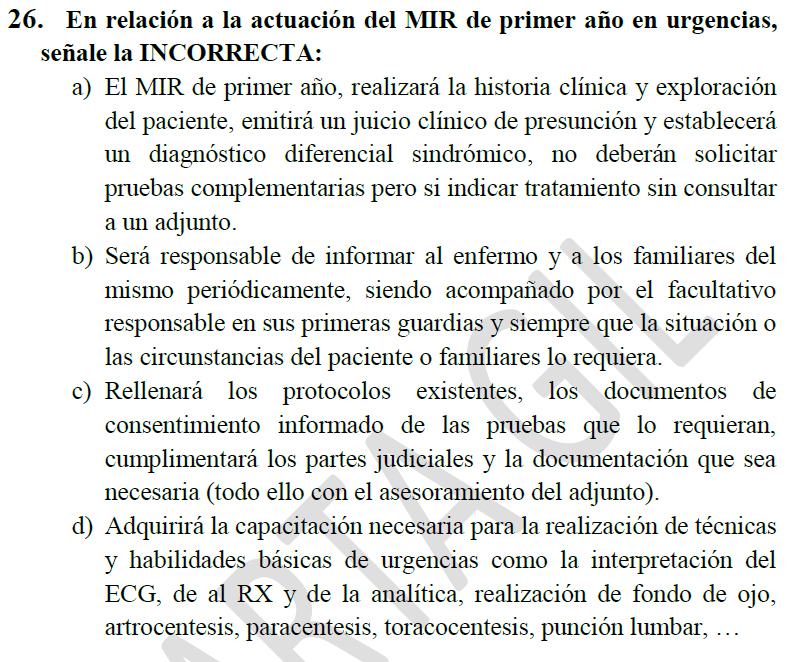 26. En relación a la actuación del MIR de primer año en urgencias,
señale la INCORRECTA:
a) El MIR de primer año, realizará la historia clínica y exploración
del paciente, emitirá un juicio clínico de presunción y establecerá
un diagnóstico diferencial sindrómico, no deberán solicitar
pruebas complementarias pero si indicar tratamiento sin consultar
a un adjunto.
b) Será responsable de informar al enfermo y a los familiares del
mismo periódicamente, siendo acompañado por el facultativo
responsable en sus primeras guardias y siempre que la situación o
las circunstancias del paciente o familiares lo requiera.
c) Rellenará los protocolos existentes, los documentos de
consentimiento informado de las pruebas que lo requieran,
cumplimentará los partes judiciales y la documentación que sea
necesaria (todo ello con el asesoramiento del adjunto).
d) Adquirirá la capacitación necesaria para la realización de técnicas
y habilidades básicas de urgencias como la interpretación del
ECG, de al RX y de la analítica, realización de fondo de ojo,
artrocentesis, paracentesis, toracocentesis, punción lumbar, …
ARTA GIL